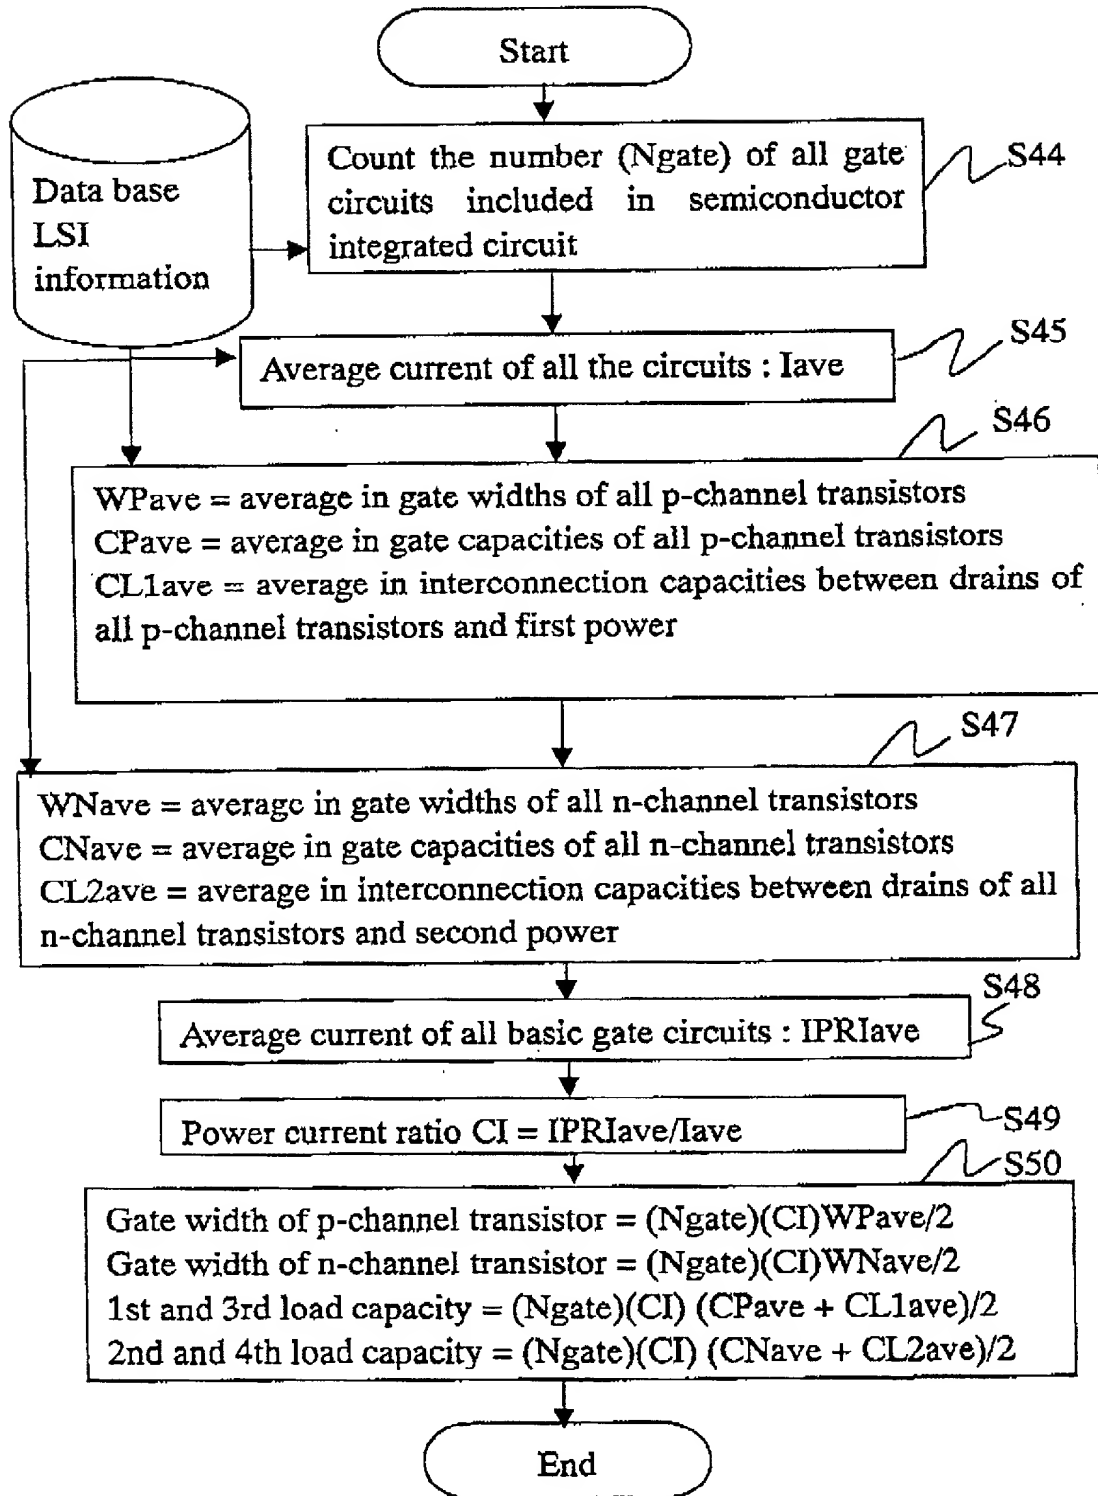 Start
Data base
LSI
information
Count the number (Ngate) of all gate
circuits included in semiconductor
integrated circuit
S44
Average current of all the circuits : Iave
S45
S46
WPave = average in gate widths of all p-channel transistors
CPave = average in gate capacities of all p-channel transistors
CL1ave = average in interconnection capacities between drains of
all p-channel transistors and first power
S47
WNave = average in gate widths of all n-channel transistors
CNave = average in gate capacities of all n-channel transistors
CL2ave = average in interconnection capacities between drains of all
n-channel transistors and second power
S48
Average current of all basic gate circuits : IPRIave
Power current ratio CI = IPRIave/Iave
S49
S50
Gate width of p-channel transistor = (Ngate)(CI)WPave/2
Gate width of n-channel transistor = (Ngate)(CI)WNave/2
1st and 3rd load capacity = (Ngate)(CI) (CPave + CL1ave)/2
2nd and 4th load capacity = (Ngate)(CI) (CNave + CL2ave)/2
End